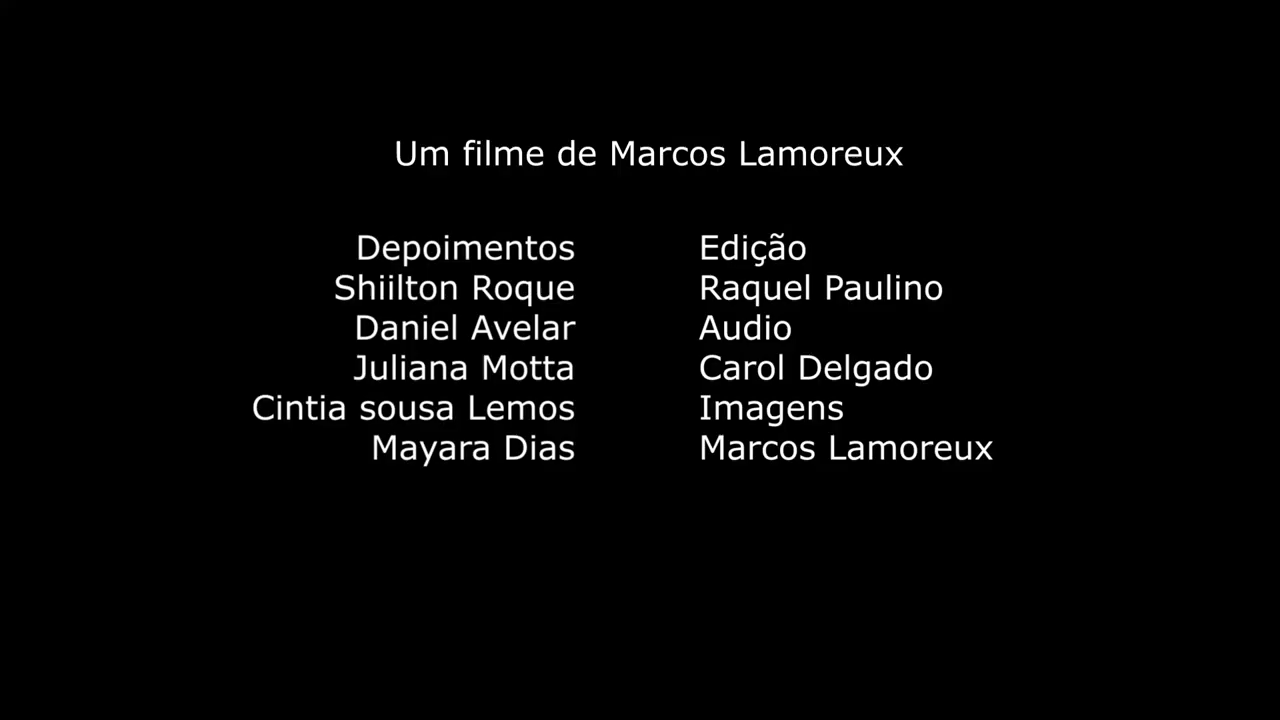 Um filme de Marcos Lamoreux
Depoimentos
Shiilton Roque
Daniel Avelar
Juliana Motta
Cintia sousa Lemos
Mayara Dias
Edição
Raquel Paulino
Audio
Carol Delgado
Imagens
Marcos Lamoreux